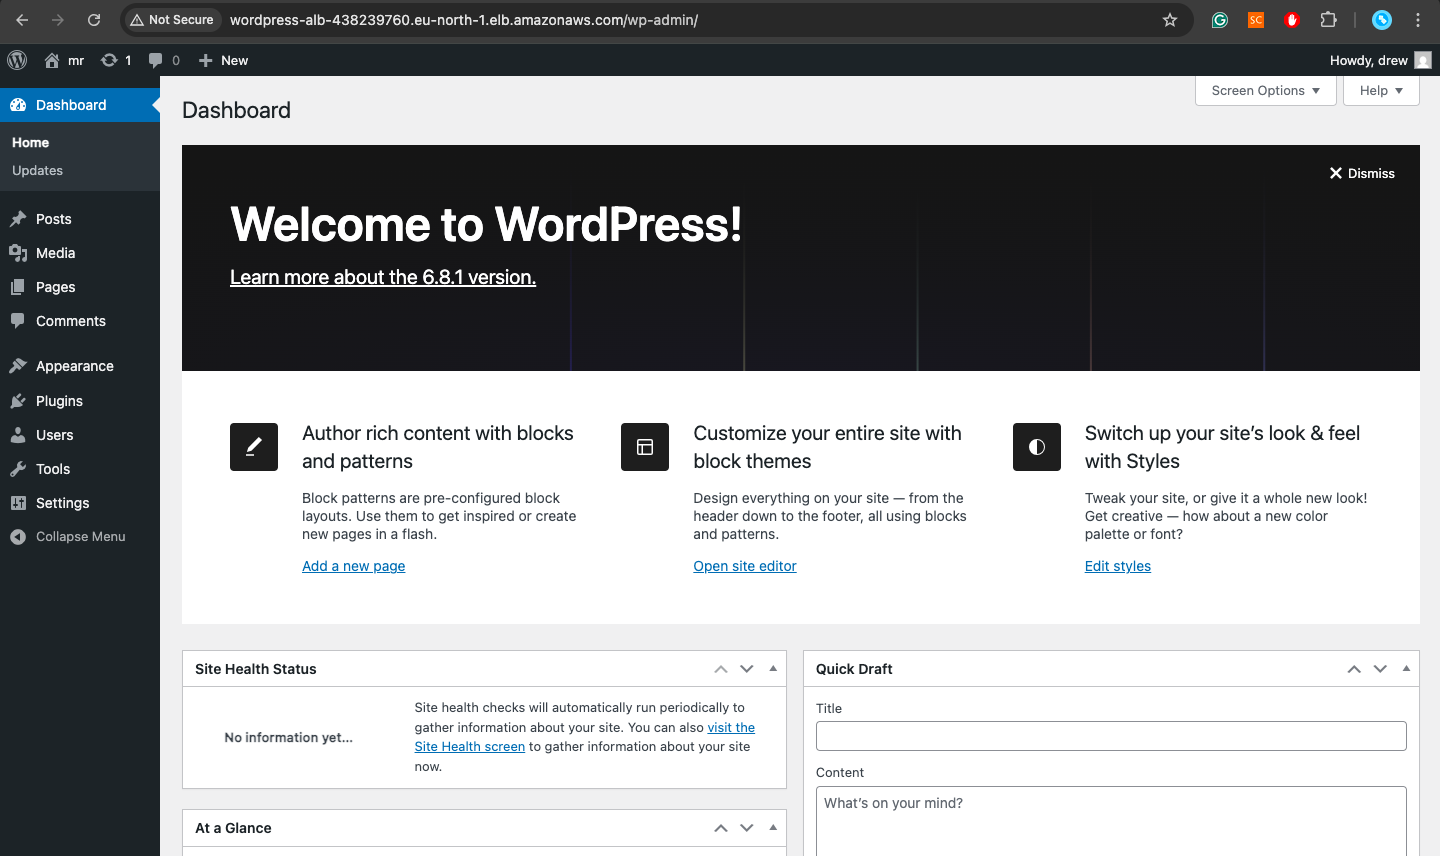 Not Secure wordpress-alb-438239760.eu-north-1.elb.amazonaws.com/wp-admin/
SC
mr 1 0 New
Howdy, drew
Dashboard
Home
Updates
Posts
Media
Pages
Comments
Appearance
Plugins
Users
Tools
Settings
Collapse Menu
Screen Options
Help
Dashboard
Dismiss
Welcome to WordPress!
Learn more about the 6.8.1 version.
Author rich content with blocks
and patterns
Block patterns are pre-configured block
layouts. Use them to get inspired or create
new pages in a flash.
Add a new page
Customize your entire site with
block themes
Design everything on your site — from the
header down to the footer, all using blocks
and patterns.
Open site editor
Switch up your site’s look & feel
with Styles
Tweak your site, or give it a whole new look!
Get creative — how about a new color
palette or font?
Edit styles
Site Health Status
No information yet...
Site health checks will automatically run periodically to
gather information about your site. You can also visit the
Site Health screen to gather information about your site
now.
At a Glance
Quick Draft
Title
Content
What’s on your mind?